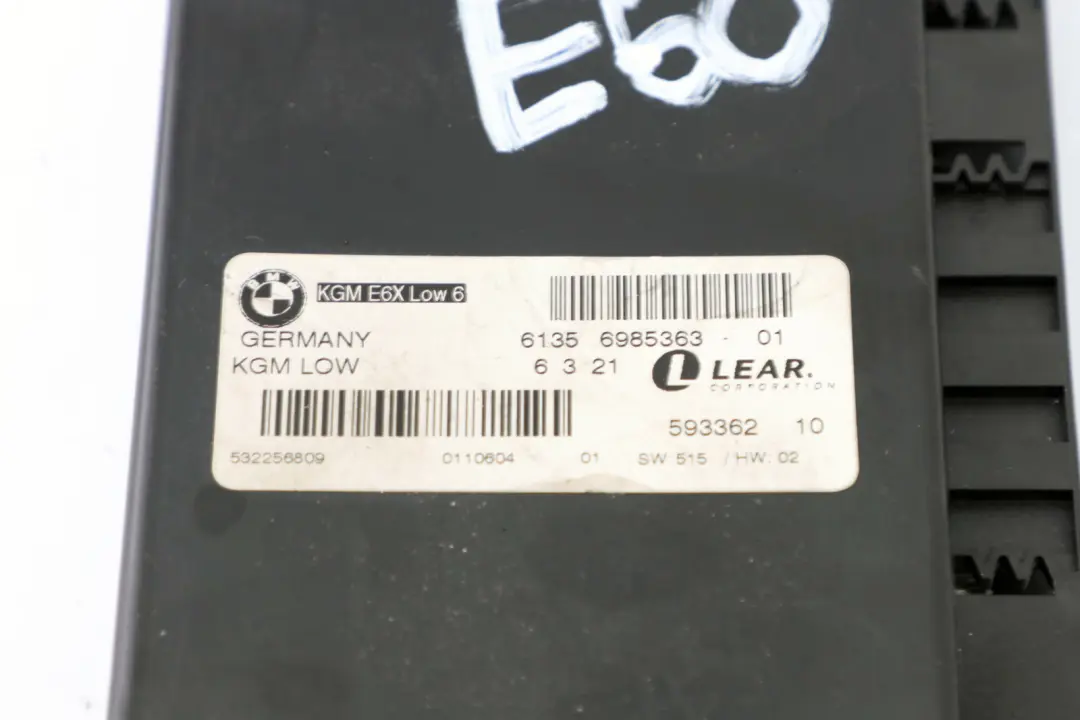 E60
BMW
KGM E6X Low 6
GERMANY
6135 6985363 - 01
KGM LOW
6 3 21
L LEAR.
CORPORATION
593362 10
532256809 0110604 01 SW 515 / HW: 02